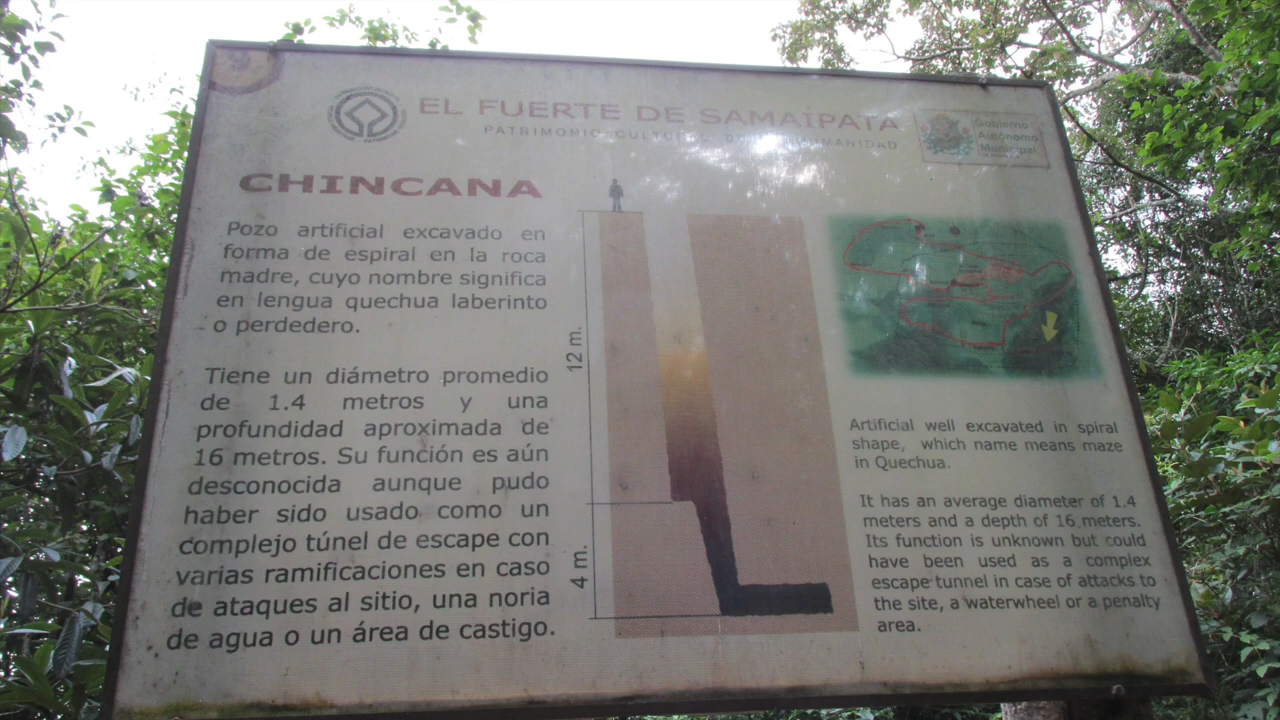 EL FUERTE DE SAMAIPATA
PATRIMONIO CULTURAL DE HUMANIDAD
Gobierno
Autónomo
Municipal
CHINCANA
Pozo artificial excavado en
forma de espiral en la roca
madre, cuyo nombre significa
en lengua quechua laberinto
o perdedero.
Tiene un diámetro promedio
de 1.4 metros y una
profundidad aproximada de
16 metros. Su función es aún
desconocida aunque pudo
haber sido usado como un
complejo túnel de escape con
varias ramificaciones en caso
de ataques al sitio, una noria
de agua o un área de castigo.
12 m.
4 m.
Artificial well excavated in spiral
shape, which name means maze
in Quechua.
It has an average diameter of 1.4
meters and a depth of 16 meters.
Its function is unknown but could
have been used as a complex
escape tunnel in case of attacks to
the site, a waterwheel or a penalty
area.